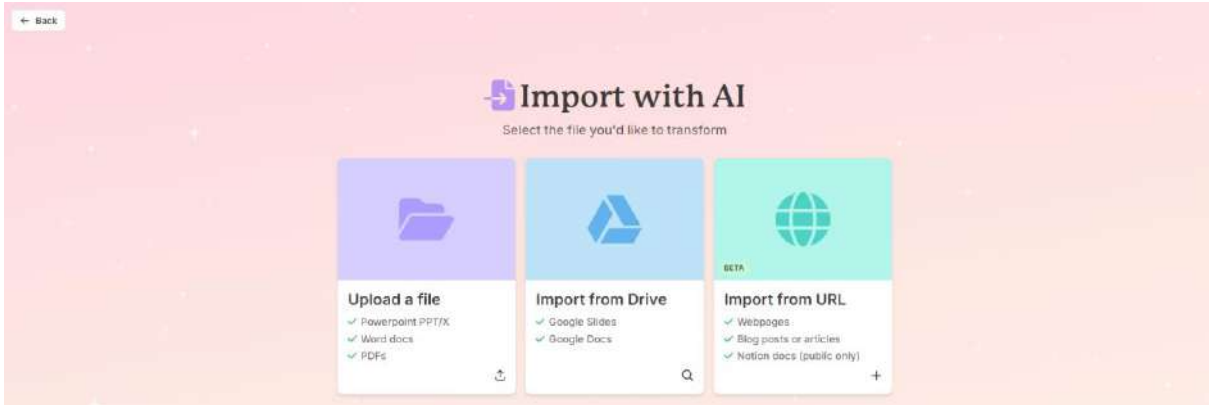 ← Back
Import with AI
Select the file you'd like to transform
BETA
Upload a file
✓ Powerpoint PPT/X
✓ Word docs
✓ PDFs
Import from Drive
✓ Google Slides
✓ Google Docs
Import from URL
✓ Webpages
✓ Blog posts or articles
✓ Notion docs (public only)